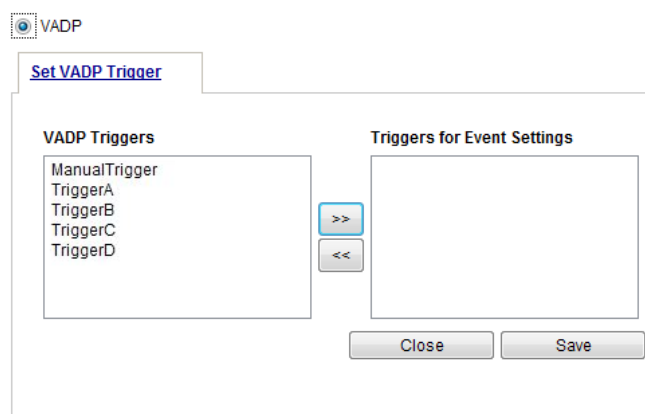 VADP
Set VADP Trigger
VADP Triggers
Triggers for Event Settings
ManualTrigger
TriggerA
TriggerB
TriggerC
TriggerD
>>
<<
Close
Save